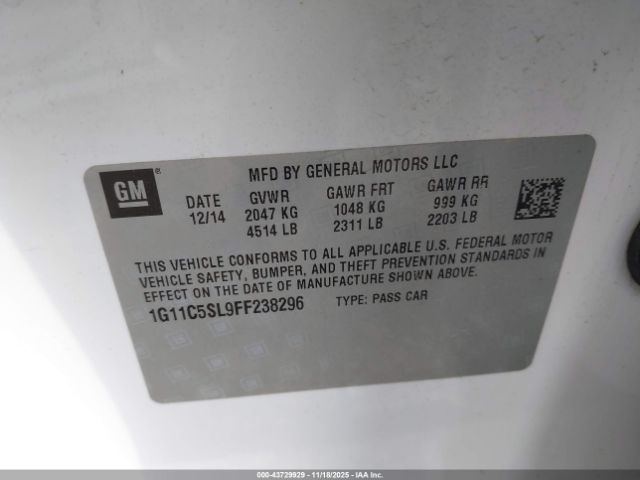 GM
®
MFD BY GENERAL MOTORS LLC
DATE GVWR GAWR FRT GAWR RR
12/14 2047 KG 1048 KG 999 KG
4514 LB 2311 LB 2203 LB
THIS VEHICLE CONFORMS TO ALL APPLICABLE U.S. FEDERAL MOTOR
VEHICLE SAFETY, BUMPER, AND THEFT PREVENTION STANDARDS IN
EFFECT ON THE DATE OF MANUFACTURE SHOWN ABOVE.
1G11C5SL9FF238296 TYPE: PASS CAR
000-43729929 - 11/18/2025 - IAA Inc.